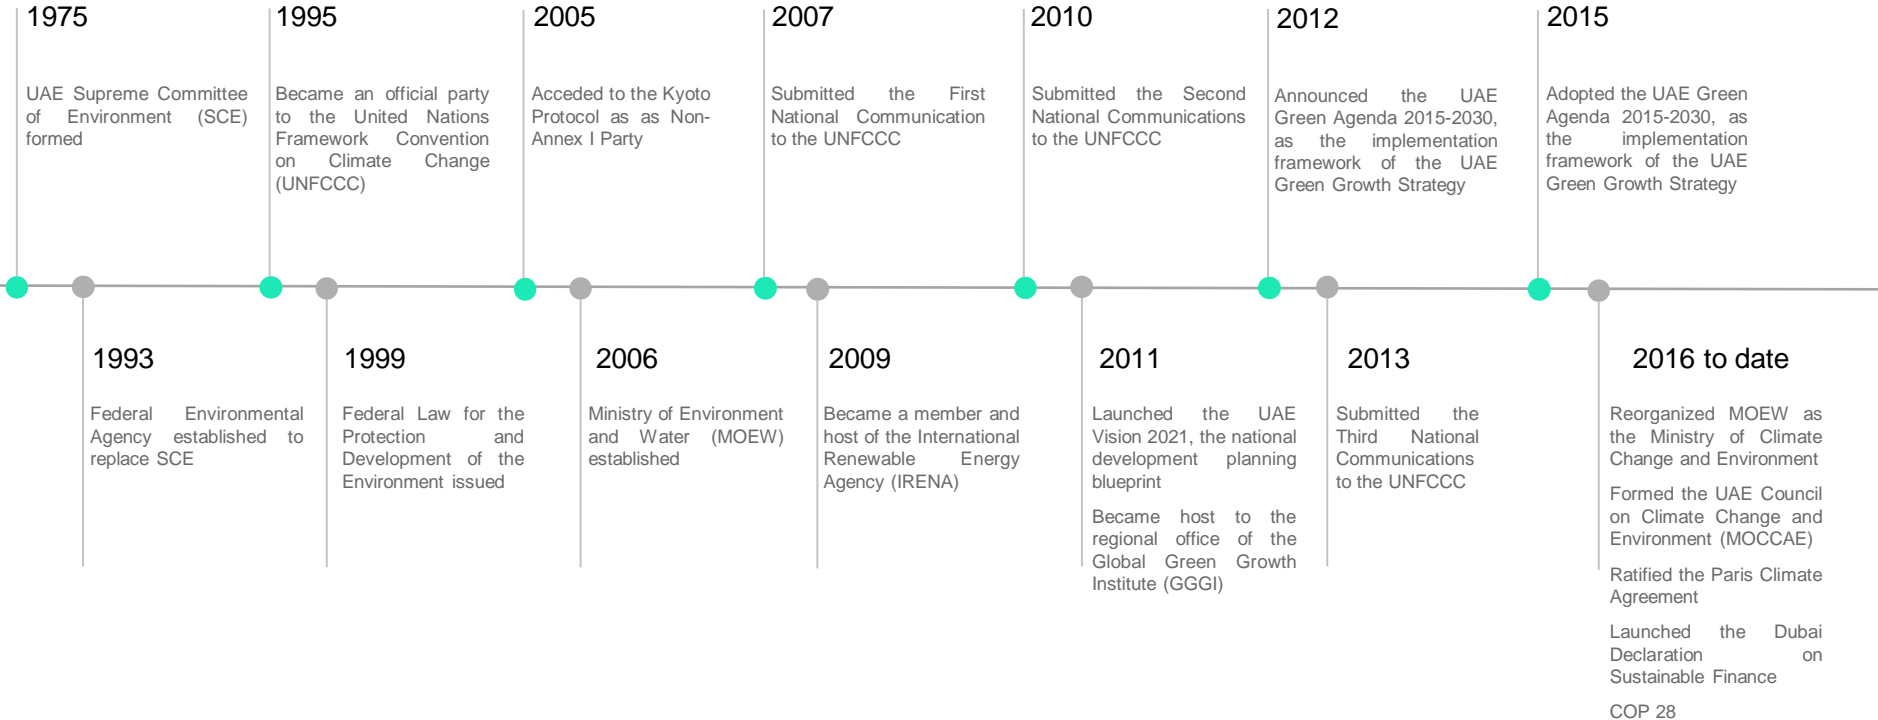 1975
UAE Supreme Committee
of Environment (SCE)
formed
1993
Federal Environmental
Agency established to
replace SCE
1995
Became an official party
to the United Nations
Framework Convention
on Climate Change
(UNFCCC)
1999
Federal Law for the
Protection and
Development of the
Environment issued
2005
Acceded to the Kyoto
Protocol as as Non-
Annex I Party
2006
Ministry of Environment
and Water (MOEW)
established
2007
Submitted the First
National Communication
to the UNFCCC
2009
Became a member and
host of the International
Renewable Energy
Agency (IRENA)
2010
Submitted the Second
National Communications
to the UNFCCC
2011
Launched the UAE
Vision 2021, the national
development planning
blueprint
Became host to the
regional office of the
Global Green Growth
Institute (GGGI)
2012
Announced the UAE
Green Agenda 2015-2030,
as the implementation
framework of the UAE
Green Growth Strategy
2013
Submitted the
Third National
Communications
to the UNFCCC
2015
Adopted the UAE Green
Agenda 2015-2030, as
the implementation
framework of the UAE
Green Growth Strategy
2016 to date
Reorganized MOEW as
the Ministry of Climate
Change and Environment
Formed the UAE Council
on Climate Change and
Environment (MOCCAE)
Ratified the Paris Climate
Agreement
Launched the Dubai
Declaration on
Sustainable Finance
COP 28